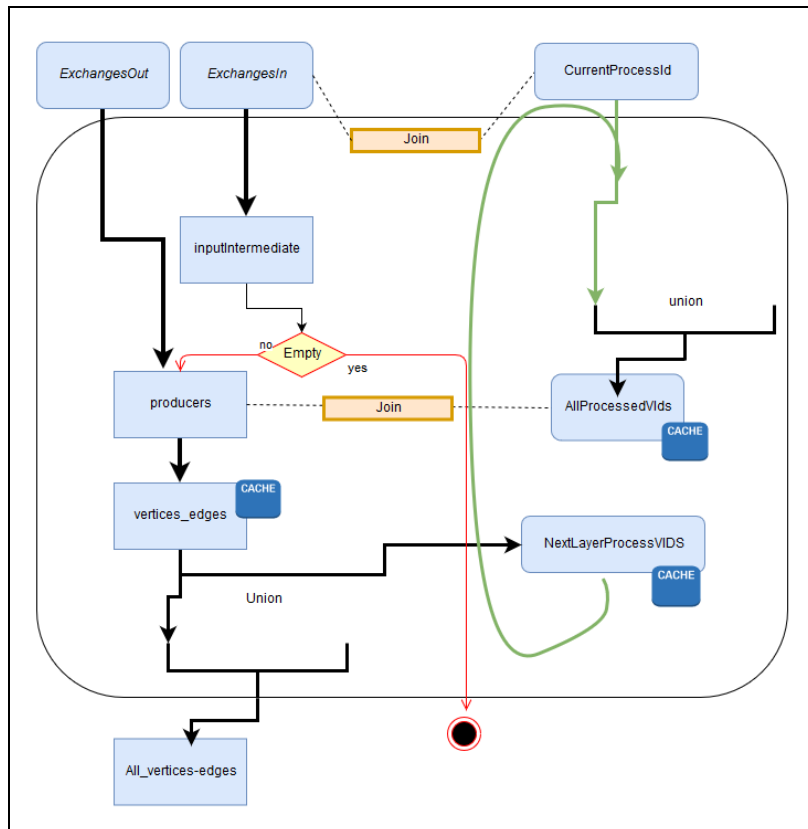 ExchangesOut
ExchangesIn
CurrentProcessId
Join
inputIntermediate
union
no
Empty
yes
producers
Join
AllProcessedVIds
CACHE
CACHE
vertices_edges
NextLayerProcessVIDS
CACHE
Union
All_vertices-edges